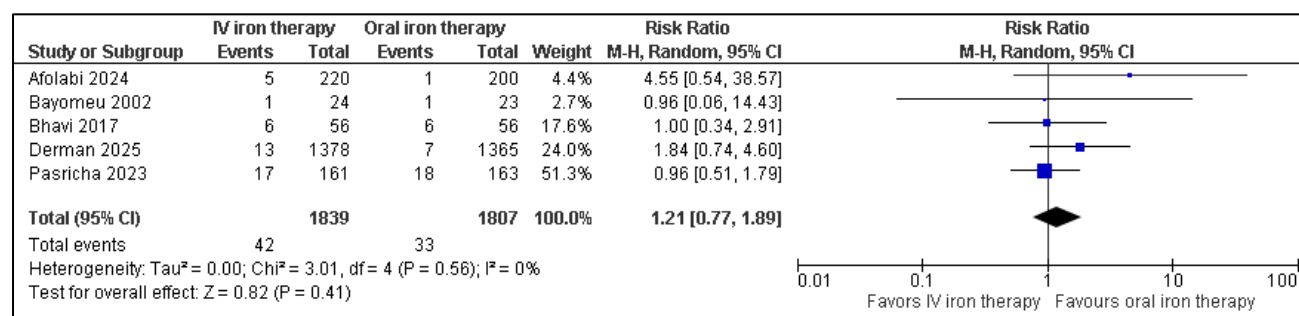 IV iron therapy Oral iron therapy Risk Ratio Risk Ratio
Study or Subgroup Events Total Events Total Weight M-H, Random, 95% CI M-H, Random, 95% CI
Afolabi 2024 5 220 1 200 4.4% 4.55 [0.54, 38.57]
Bayomeu 2002 1 24 1 23 2.7% 0.96 [0.06, 14.43]
Bhavi 2017 6 56 6 56 17.6% 1.00 [0.34, 2.91]
Derman 2025 13 1378 7 1365 24.0% 1.84 [0.74, 4.60]
Pasricha 2023 17 161 18 163 51.3% 0.96 [0.51, 1.79]
Total (95% CI) 1839 1807 100.0% 1.21 [0.77, 1.89]
Total events 42 33
Heterogeneity: Tau² = 0.00; Chi² = 3.01, df = 4 (P = 0.56); I² = 0%
Test for overall effect: Z = 0.82 (P = 0.41)
0.01 0.1 1 10 100
Favors IV iron therapy Favours oral iron therapy